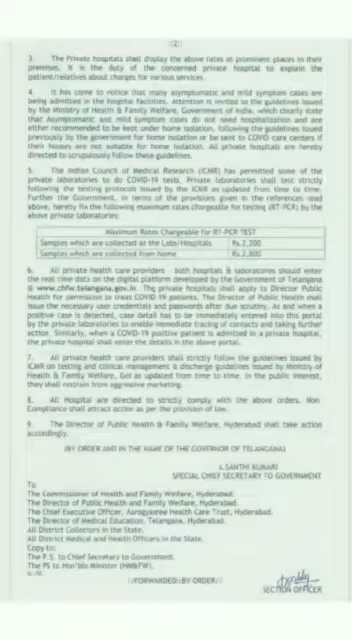 ::2::
3. The Private hospitals shall display the above rates at prominent places in their
premises. It is the duty of the concerned private hospital to explain the
patient/relatives about charges for various services.
4. It has come to notice that many asymptomatic and mild symptom cases are
being admitted in the hospital facilities. Attention is invited to the guidelines issued
by the Ministry of Health & Family Welfare, Government of India, which clearly state
that Asymptomatic and mild symptom cases do not need hospitalization and are
either recommended to be kept under home isolation, following the guidelines issued
previously by the government for home isolation or be sent to COVID care centers if
their houses are not suitable for home isolation. All private hospitals are hereby
directed to scrupulously follow these guidelines.
5. The Indian Council of Medical Research (ICMR) has permitted some of the
private laboratories to do COVID-19 tests. Private laboratories shall test strictly
following the testing protocols issued by the ICMR as updated from time to time.
Further the Government, in terms of the provisions given in the references read
above, hereby fix the following maximum rates chargeable for testing (RT-PCR) by the
above private laboratories:
Maximum Rates Chargeable for RT-PCR TEST
Samples which are collected at the Labs/Hospitals Rs.2,200
Samples which are collected from home Rs.2,800
6. All private health care providers - both hospitals & laboratories should enter
the real time data on the digital platform developed by the Government of Telangana
@ www.chfw.telangana.gov.in. The private hospitals shall apply to Director Public
Health for permission to treat COVID-19 patients. The Director of Public Health shall
issue the necessary user credentials and passwords after due scrutiny. As and when a
positive case is detected, case detail has to be immediately entered into this portal
by the private laboratories to enable immediate tracing of contacts and taking further
action. Similarly, when a COVID-19 positive patient is admitted in a private hospital,
the private hospital shall enter the details in the above portal.
7. All private health care providers shall strictly follow the guidelines issued by
ICMR on testing and clinical management & discharge guidelines issued by Ministry of
Health & Family Welfare, GoI as updated from time to time. In the public interest,
they shall restrain from aggressive marketing.
8. All Hospital are directed to strictly comply with the above orders. Non-
Compliance shall attract action as per the provision of law.
9. The Director of Public Health & Family Welfare, Hyderabad shall take action
accordingly.
(BY ORDER AND IN THE NAME OF THE GOVERNOR OF TELANGANA)
A.SANTHI KUMARI
SPECIAL CHIEF SECRETARY TO GOVERNMENT
To
The Commissioner of Health and Family Welfare, Hyderabad.
The Director of Public Health and Family Welfare, Hyderabad.
The Chief Executive Officer, Aarogyasree Health Care Trust, Hyderabad.
The Director of Medical Education, Telangana, Hyderabad.
All District Collectors in the State.
All District Medical and Health Officers in the State.
Copy to:
The P.S. to Chief Secretary to Government.
The PS to Hon'ble Minister (HM&FW).
//FORWARDED::BY ORDER//
SECTION OFFICER